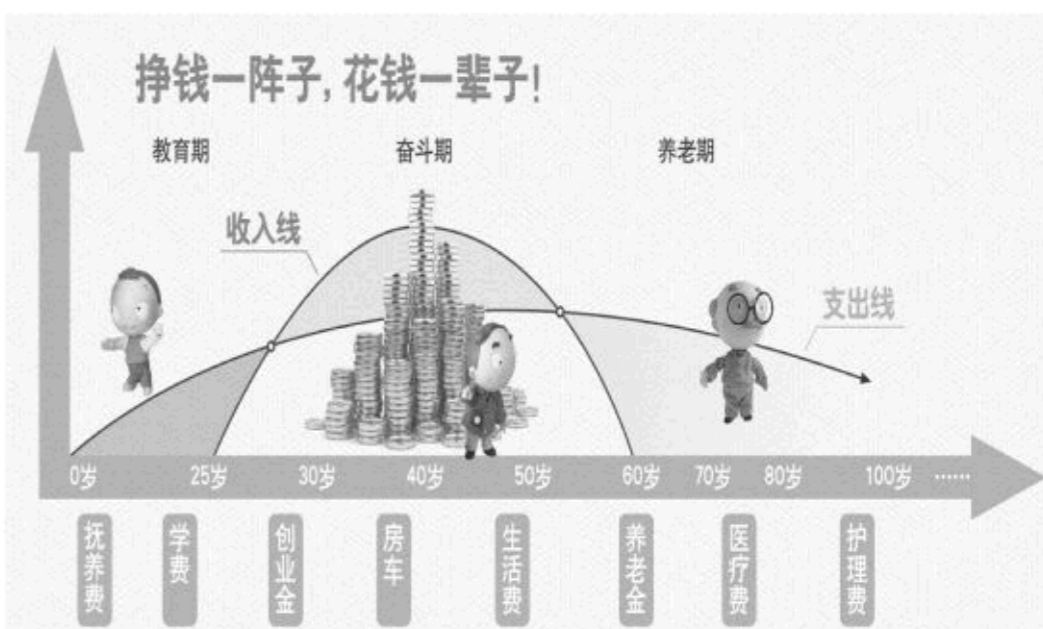 挣钱一阵子,花钱一辈子!
教育期
奋斗期
养老期
收入线
支出线
0岁
25岁
30岁
40岁
50岁
60岁
70岁
80岁
100岁
……
抚养费
学费
创业金
房车
生活费
养老金
医疗费
护理费